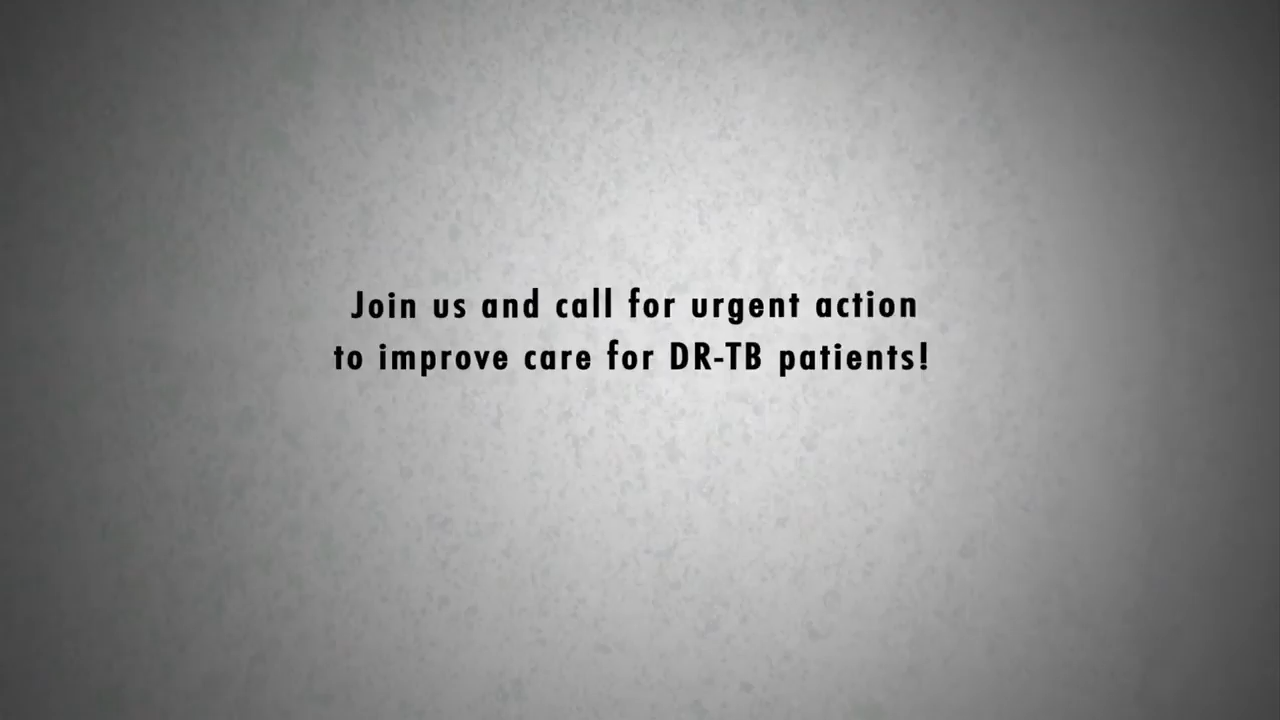 Join us and call for urgent action
to improve care for DR-TB patients!